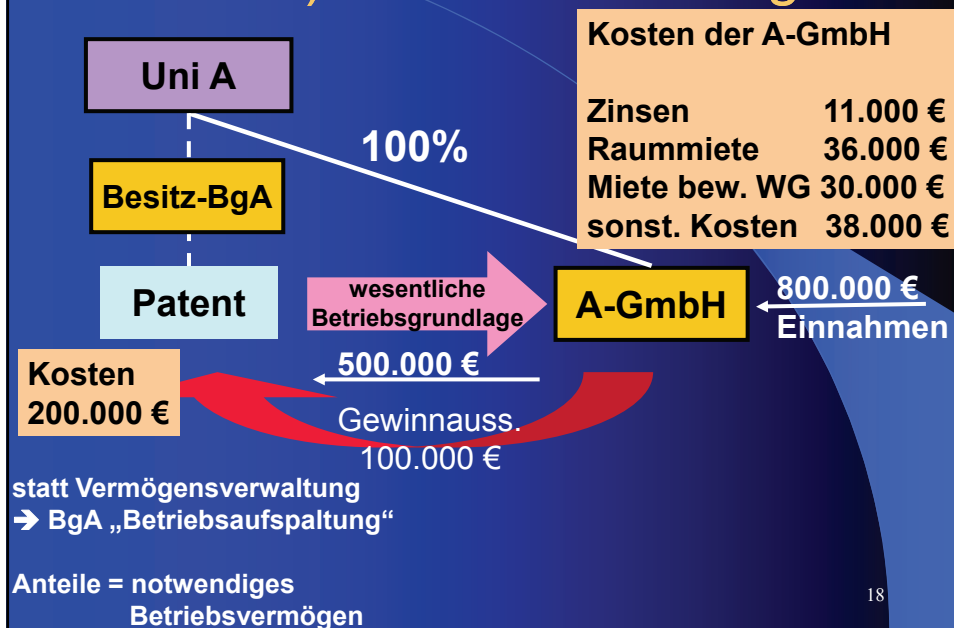 Uni A
Besitz-BgA
Patent
100%
wesentliche
Betriebsgrundlage
A-GmbH
Kosten der A-GmbH
Zinsen 11.000 €
Raummiete 36.000 €
Miete bew. WG 30.000 €
sonst. Kosten 38.000 €
800.000 €
Einnahmen
Kosten
200.000 €
500.000 €
Gewinnauss.
100.000 €
statt Vermögensverwaltung
➔ BgA „Betriebsaufspaltung“
Anteile = notwendiges
Betriebsvermögen
18